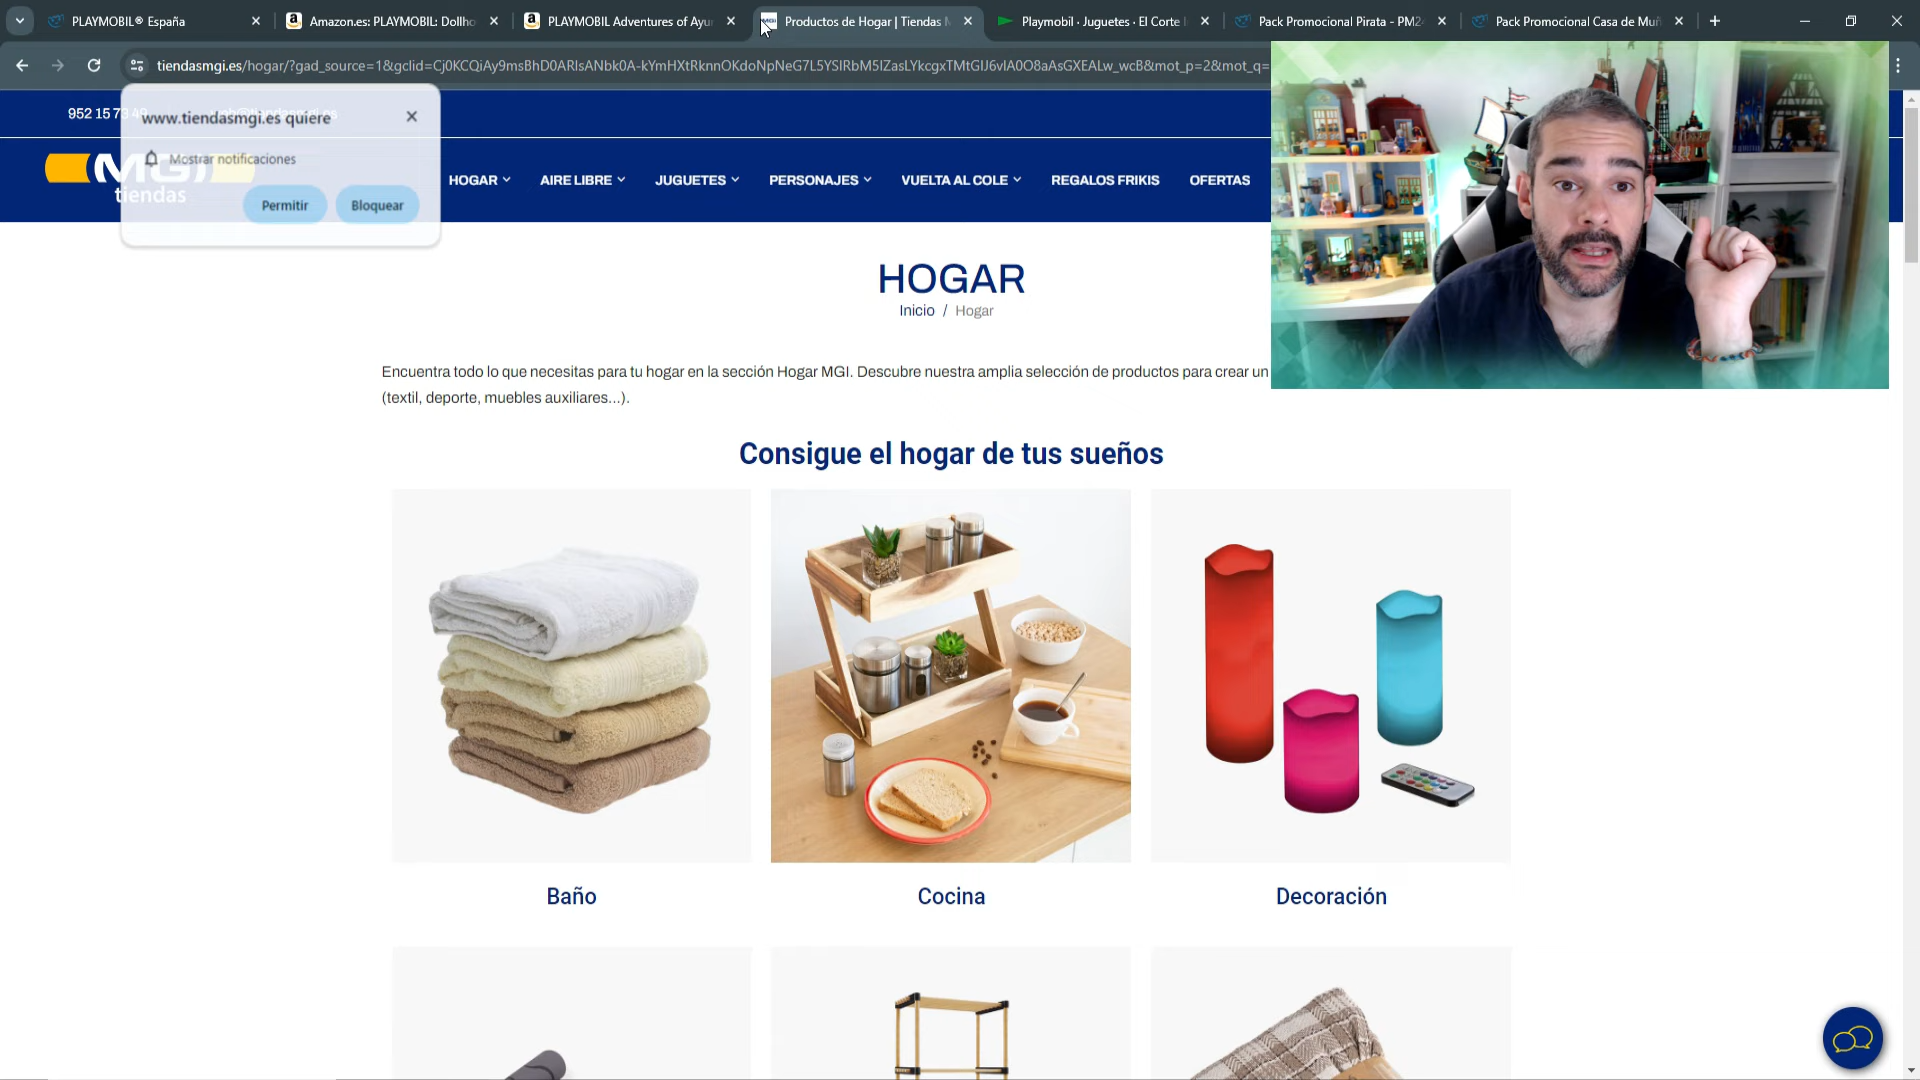 PLAYMOBIL® España
Amazon.es: PLAYMOBIL: Dollho
PLAYMOBIL Adventures of Ayu
Productos de Hogar | Tiendas M
Playmobil · Juguetes · El Corte I
Pack Promocional Pirata - PM24
Pack Promocional Casa de Muñ
tiendasmgi.es/hogar/?gad_source=1&gclid=Cj0KCQiAy9msBhD0ARIsANbk0A-kYmHXtRknnOKdoNpNeG7L5YSIRbM5IZasLYkcgxTMtGIJ6vIA0O8aAsGXEALw_wcB&mot_p=2&mot_q=
952 15 73
www.tiendasmgi.es quiere
Mostrar notificaciones
Permitir
Bloquear
MGI
tiendas
HOGAR
AIRE LIBRE
JUGUETES
PERSONAJES
VUELTA AL COLE
REGALOS FRIKIS
OFERTAS
HOGAR
Inicio / Hogar
Encuentra todo lo que necesitas para tu hogar en la sección Hogar MGI. Descubre nuestra amplia selección de productos para crear un
(textil, deporte, muebles auxiliares...).
Consigue el hogar de tus sueños
Baño
Cocina
Decoración